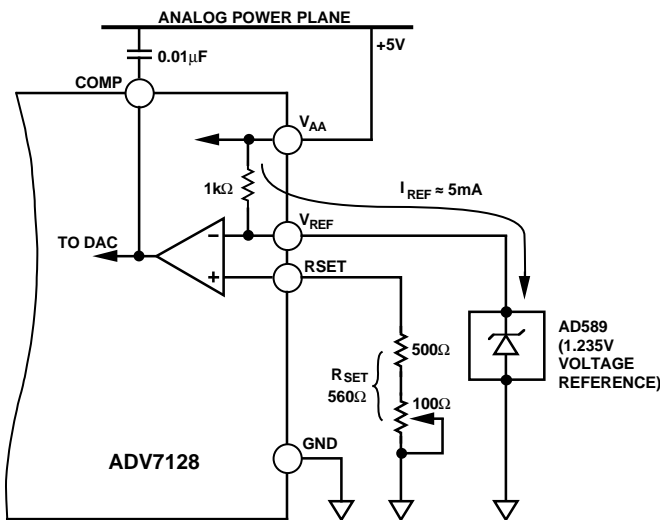 ANALOG POWER PLANE
+5V
0.01µF
COMP
VAA
1kΩ
IREF ≈ 5mA
VREF
TO DAC
−
+
RSET
500Ω
RSET
560Ω
100Ω
AD589
(1.235V
VOLTAGE
REFERENCE)
GND
ADV7128